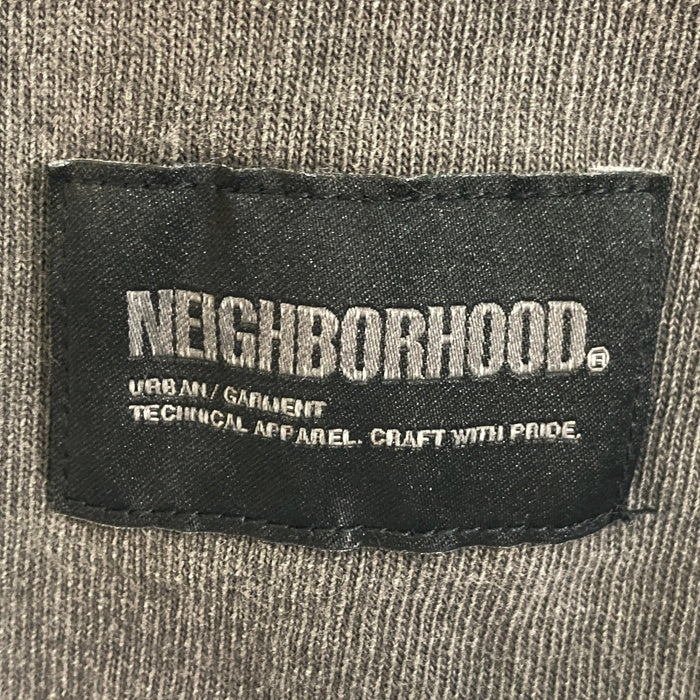 NEIGHBORHOOD.®
URBAN/GARMENT
TECHNICAL APPAREL. CRAFT WITH PRIDE.